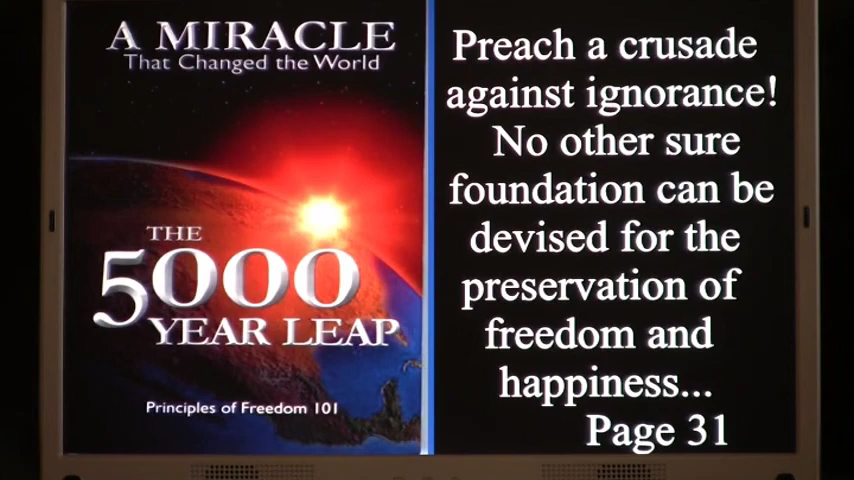 A MIRACLE
That Changed the World
THE
5000
YEAR LEAP
Principles of Freedom 101
Preach a crusade
against ignorance!
No other sure
foundation can be
devised for the
preservation of
freedom and
happiness...
Page 31